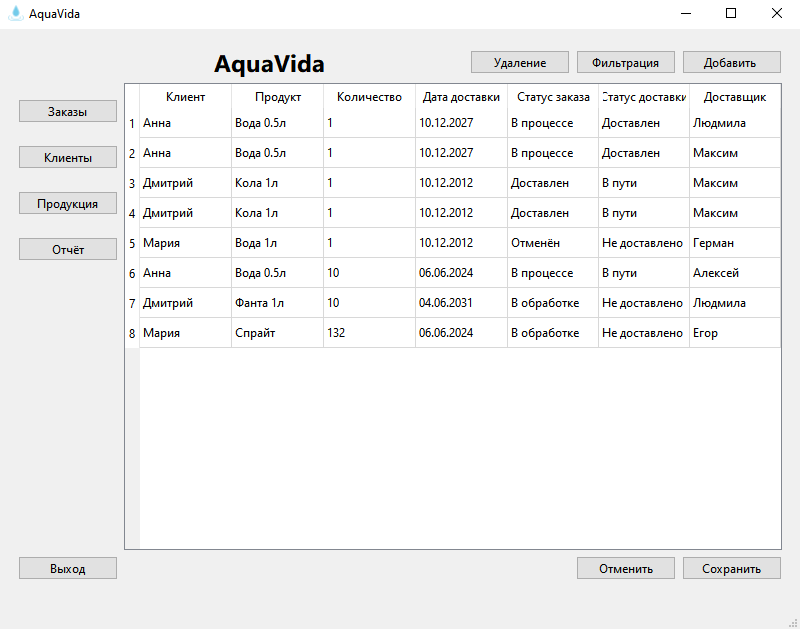 AquaVida
AquaVida
Удаление Фильтрация Добавить
Заказы
Клиенты
Продукция
Отчёт
Клиент Продукт Количество Дата доставки Статус заказа Статус доставки Доставщик
1 Анна Вода 0.5л 1 10.12.2027 В процессе Доставлен Людмила
2 Анна Вода 0.5л 1 10.12.2027 В процессе Доставлен Максим
3 Дмитрий Кола 1л 1 10.12.2012 Доставлен В пути Максим
4 Дмитрий Кола 1л 1 10.12.2012 Доставлен В пути Максим
5 Мария Вода 1л 1 10.12.2012 Отменён Не доставлено Герман
6 Анна Вода 0.5л 10 06.06.2024 В процессе В пути Алексей
7 Дмитрий Фанта 1л 10 04.06.2031 В обработке Не доставлено Людмила
8 Мария Спрайт 132 06.06.2024 В обработке Не доставлено Егор
Выход Отменить Сохранить